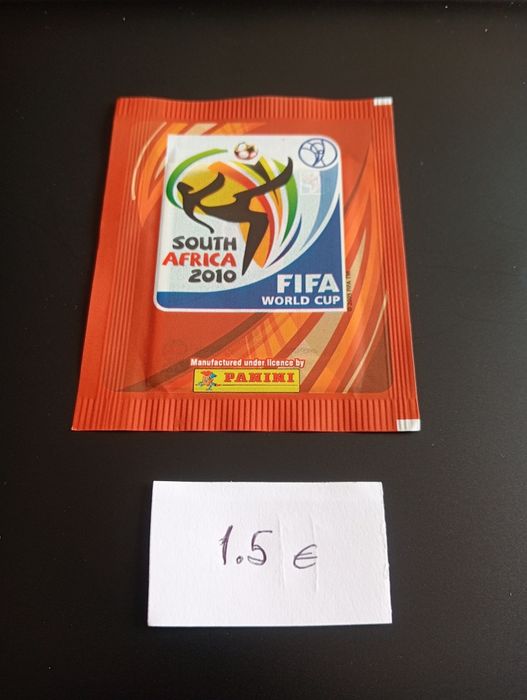 SOUTH
AFRICA
2010
FIFA
WORLD CUP
Manufactured under licence by
PANINI
1.5 €